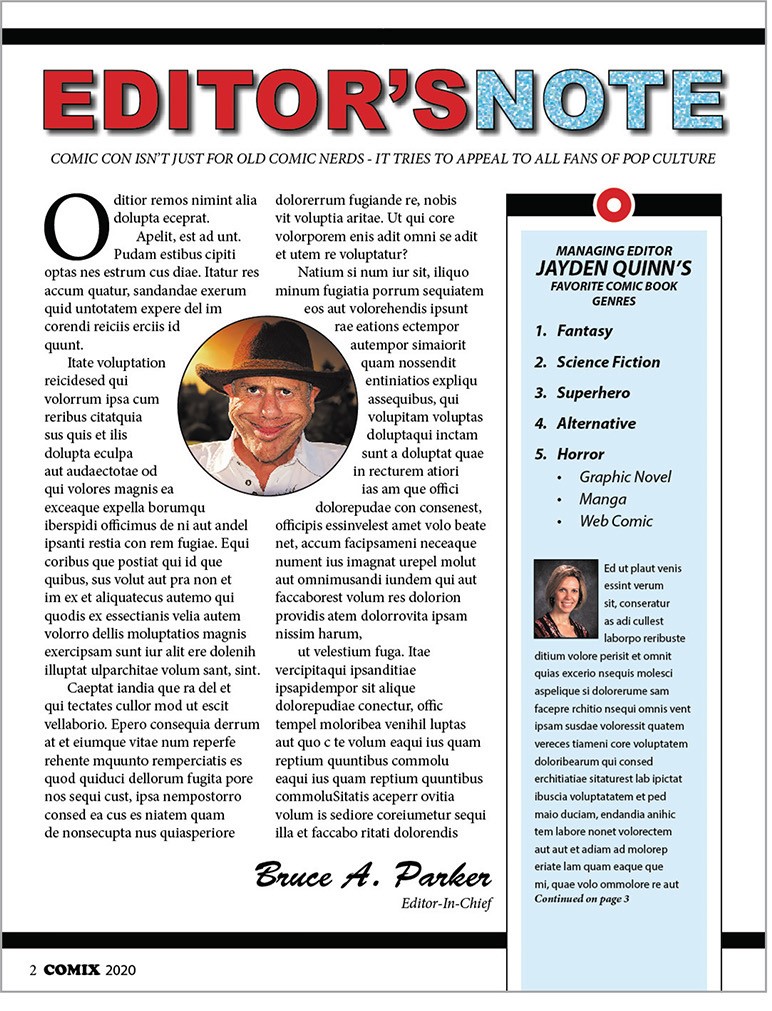 EDITOR'SNOTE
COMIC CON ISN'T JUST FOR OLD COMIC NERDS - IT TRIES TO APPEAL TO ALL FANS OF POP CULTURE
Oditior remos nimint alia
dolupta eceprat.
Apelit, est ad unt.
Pudam estibus cipiti
optas nes estrum cus diae. Itatur res
accum quatur, sandandae exerum
quid untotatem expere del im
corendi reiciis erciis id
quunt.
Itate voluptation
reicidesed qui
volorrum ipsa cum
reribus citatquia
sus quis et ilis
dolupta eculpa
aut audaectotae od
qui volores magnis ea
exceaque expella borumqu
iberspidi officimus de ni aut andel
ipsanti restia con rem fugiae. Equi
coribus que postiat qui id que
quibus, sus volut aut pra non et
im ex et aliquatecus autemo qui
quodis ex essectianis velia autem
volorro dellis moluptatios magnis
exercipsam sunt iur alit ere dolenih
illuptat ulparchitae volum sant, sint.
Caeptat iandia que ra del et
qui tectates cullor mod ut escit
vellaborio. Epero consequia derrum
at et eiumque vitae num reperfe
rehente mquunto remperciatis es
quod quiduci dellorum fugita pore
nos sequi cust, ipsa nempostorro
consed ea cus es niatem quam
de nonsecupta nus quiasperiore
dolorerrum fugiande re, nobis
vit voluptia aritae. Ut qui core
volorporem enis adit omni se adit
et utem re voluptatur?
Natium si num iur sit, iliquo
minum fugiatia porrum sequiatem
eos aut volorehendis ipsunt
rae eations ectempor
autempor simaiorit
quam nossendit
entiniatios expliqu
assequibus, qui
volupitam voluptas
doluptaqui inctam
sunt a doluptat quae
in recturem atiori
ias am que offici
dolorepudae con consenest,
officipis essinvelest amet volo beate
net, accum facipsameni neceaque
nument ius imagnat urepel molut
aut omnimusandi iundem qui aut
faccaborest volum res dolorion
providis atem dolorrovita ipsam
nissim harum,
ut velestium fuga. Itae
vercipitaqui ipsanditiae
ipsapidempor sit alique
dolorepudiae conectur, offic
tempel moloribea venihil luptas
aut quo c te volum eaqui ius quam
reptium quuntibus commolu
eaqui ius quam reptium quuntibus
commoluSitatis aceperr ovitia
volum is sediore coreiumetur sequi
illa et faccabo ritati dolorendis
Bruce A. Parker
Editor-In-Chief
MANAGING EDITOR
JAYDEN QUINN'S
FAVORITE COMIC BOOK
GENRES
1. Fantasy
2. Science Fiction
3. Superhero
4. Alternative
5. Horror
• Graphic Novel
• Manga
• Web Comic
Ed ut plaut venis
essint verum
sit, conseratur
as adi cullest
laborpo reribuste
ditium volore perisit et omnit
quias excerio nsequis molesci
aspelique si dolorerume sam
facepre rchitio nsequi omnis vent
ipsam susdae voloressit quatem
vereces tiameni core voluptatem
doloribearum qui consed
erchitiatiae sitaturest lab ipictat
ibuscia voluptatatem et ped
maio duciam, endandia anihic
tem labore nonet volorectem
aut aut et adiam ad molorep
eriate lam quam eaque que
mi, quae volo ommolore re aut
Continued on page 3
2 COMIX 2020